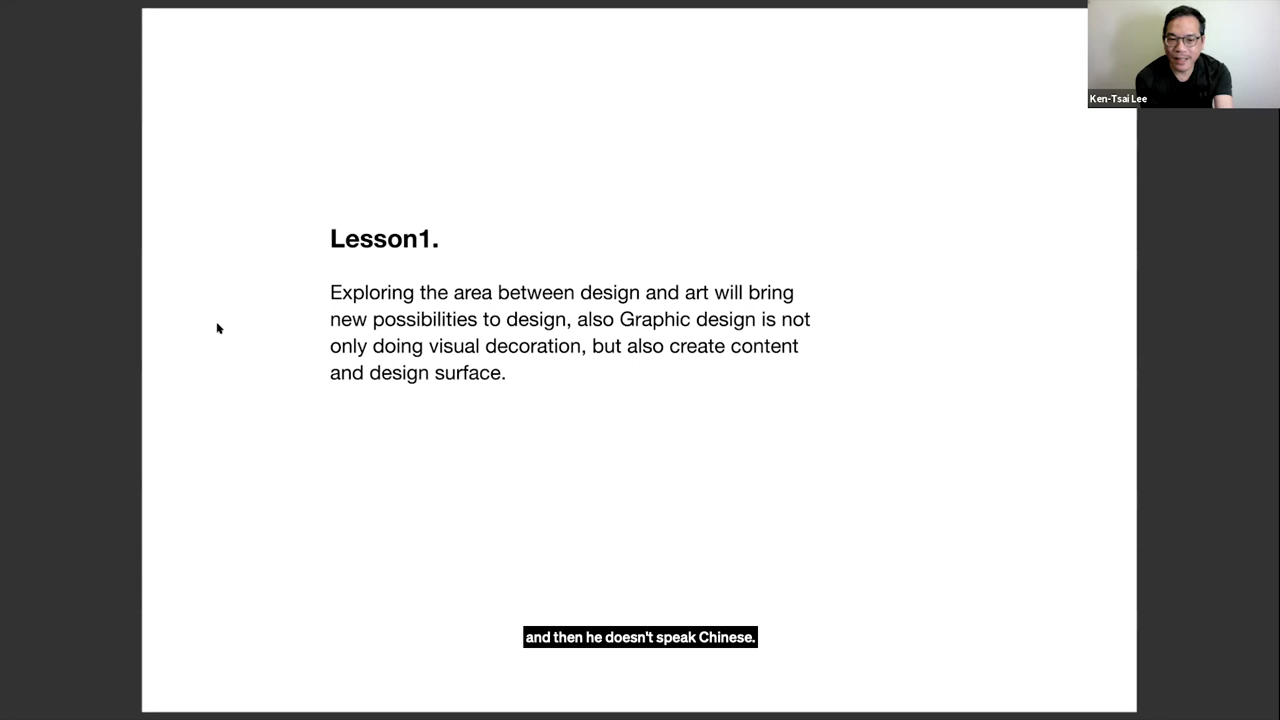 Ken-Tsai Lee
Lesson1.
Exploring the area between design and art will bring
new possibilities to design, also Graphic design is not
only doing visual decoration, but also create content
and design surface.
and then he doesn't speak Chinese.